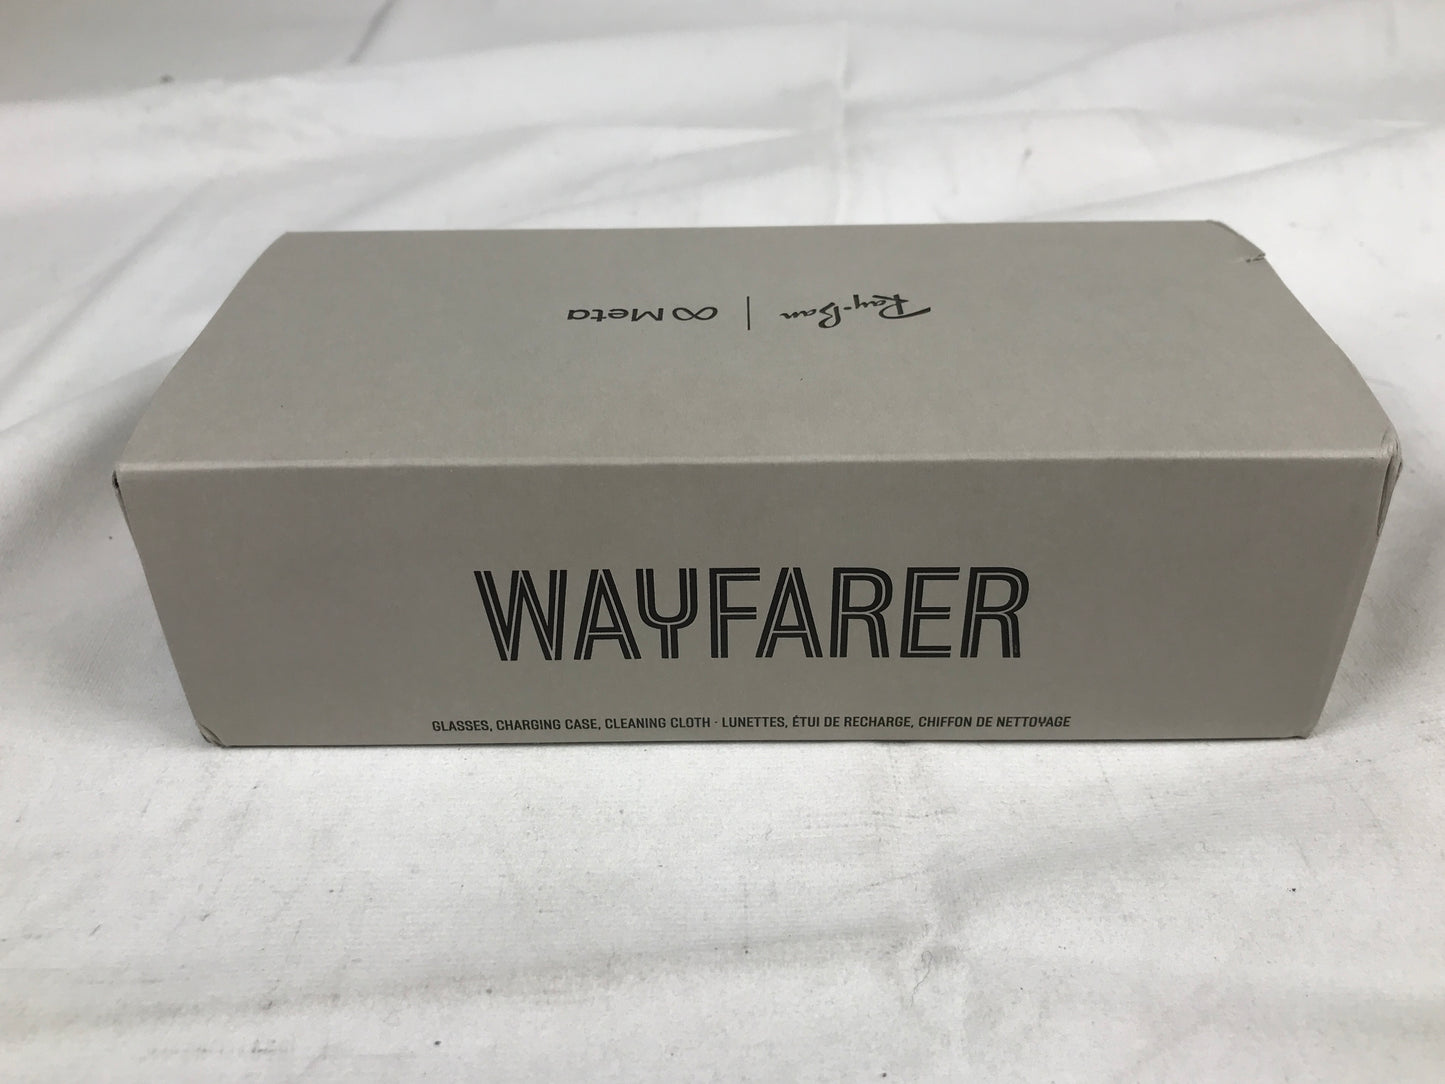 Ray-Ban | ∞ Meta
WAYFARER
GLASSES, CHARGING CASE, CLEANING CLOTH · LUNETTES, ÉTUI DE RECHARGE, CHIFFON DE NETTOYAGE